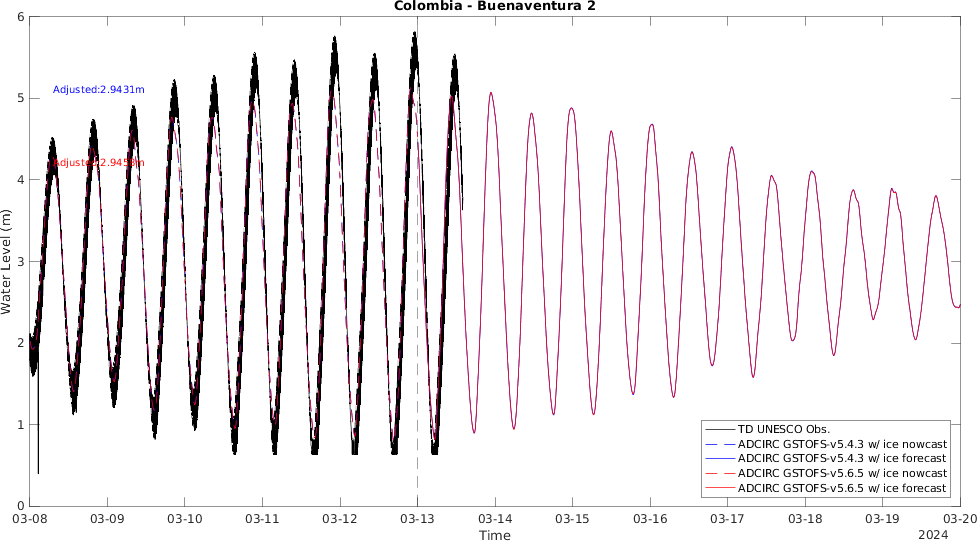 Colombia - Buenaventura 2
6
5
4
3
2
1
0
Water Level (m)
Adjusted:2.9431m
03-08
03-09
03-10
03-11
03-12
03-13
03-14
03-15
03-16
03-17
03-18
03-19
03-20
Time
2024
TD UNESCO Obs.
ADCIRC GSTOFS-v5.4.3 w/ ice nowcast
ADCIRC GSTOFS-v5.4.3 w/ ice forecast
ADCIRC GSTOFS-v5.6.5 w/ ice nowcast
ADCIRC GSTOFS-v5.6.5 w/ ice forecast